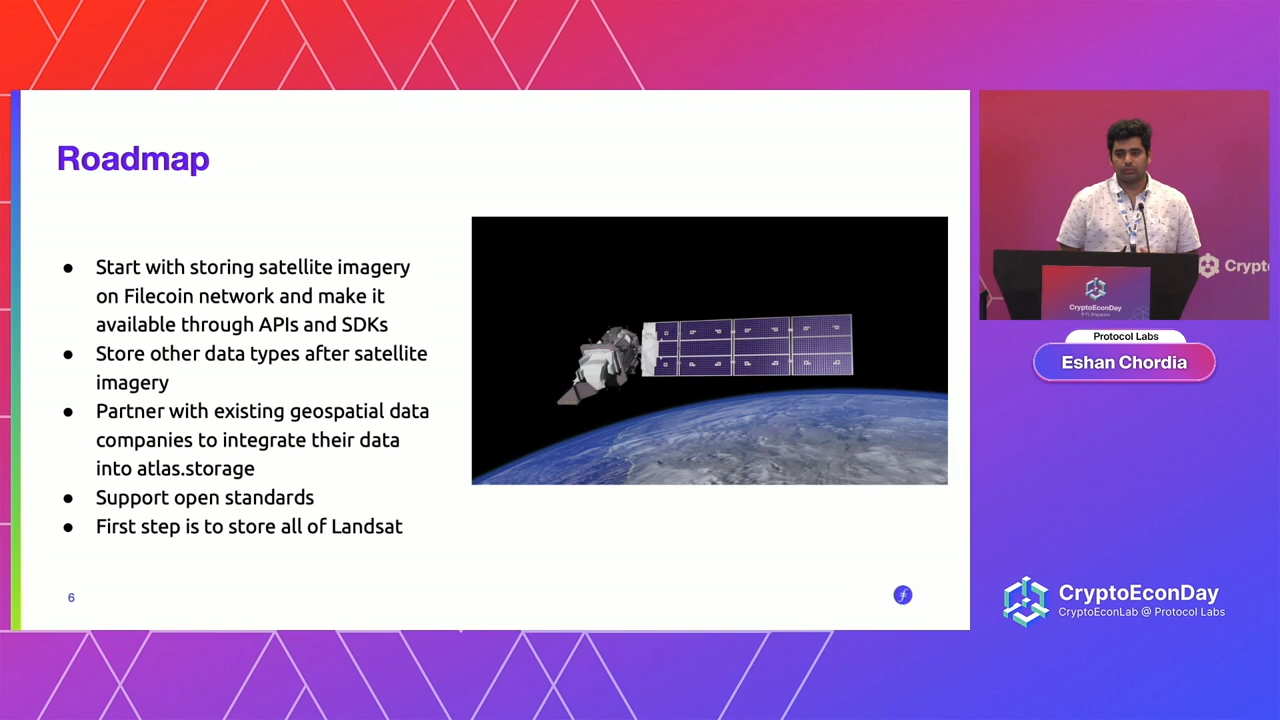 Roadmap
● Start with storing satellite imagery
on Filecoin network and make it
available through APIs and SDKs
● Store other data types after satellite
imagery
● Partner with existing geospatial data
companies to integrate their data
into atlas.storage
● Support open standards
● First step is to store all of Landsat
6
Crypto
CryptoEconDay
Protocol Labs
Eshan Chordia
CryptoEconDay
CryptoEconLab @ Protocol Labs